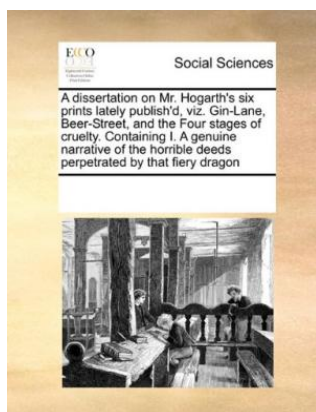 ECCO
Social Sciences
A dissertation on Mr. Hogarth's six
prints lately publish'd, viz. Gin-Lane,
Beer-Street, and the Four stages of
cruelty. Containing I. A genuine
narrative of the horrible deeds
perpetrated by that fiery dragon